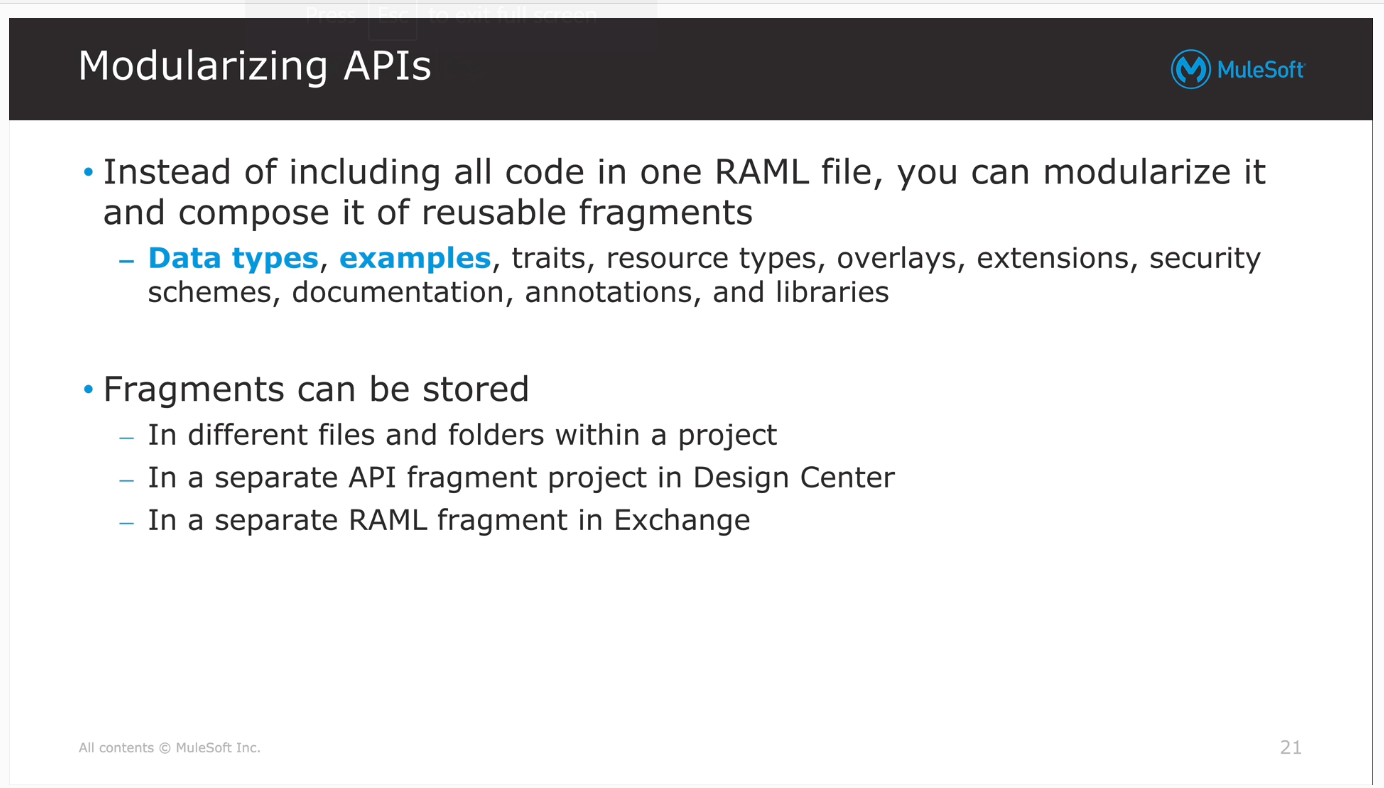 Press Esc to exit full screen
Modularizing APIs
MuleSoft
• Instead of including all code in one RAML file, you can modularize it
and compose it of reusable fragments
– Data types, examples, traits, resource types, overlays, extensions, security
schemes, documentation, annotations, and libraries
• Fragments can be stored
– In different files and folders within a project
– In a separate API fragment project in Design Center
– In a separate RAML fragment in Exchange
All contents © MuleSoft Inc.
21